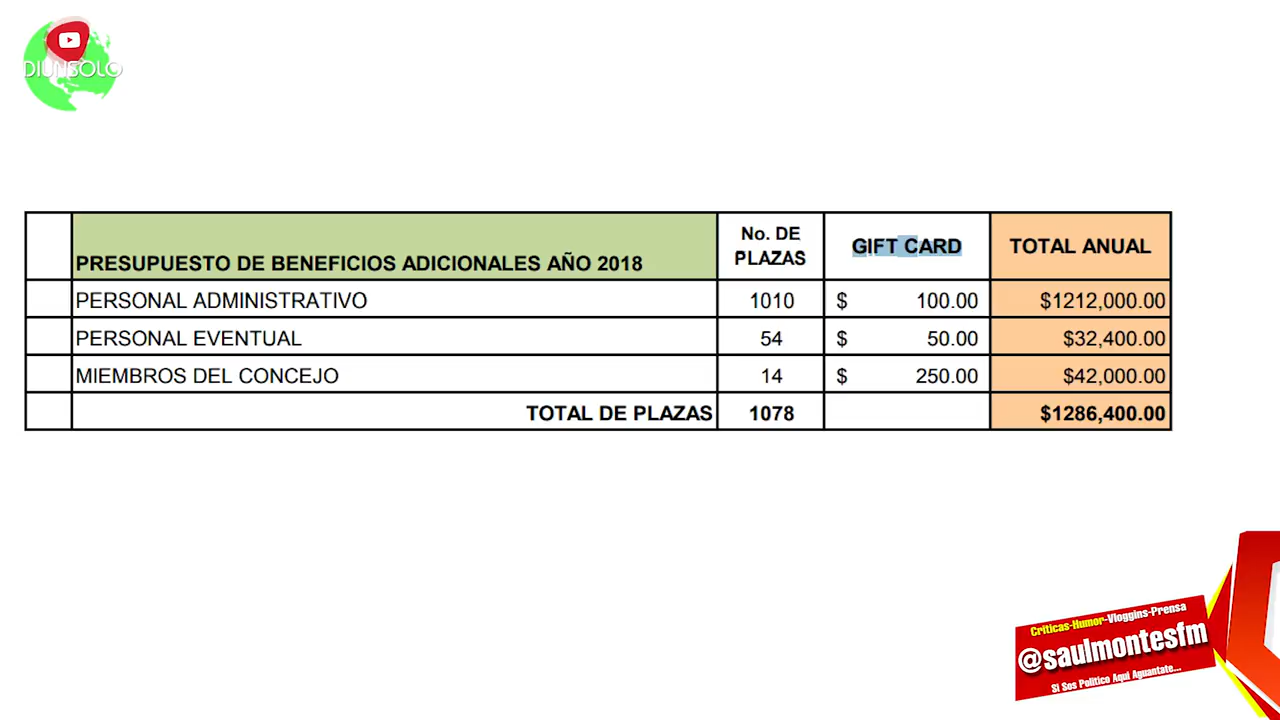 DIUNSOLO
PRESUPUESTO DE BENEFICIOS ADICIONALES AÑO 2018 No. DE PLAZAS GIFT CARD TOTAL ANUAL
PERSONAL ADMINISTRATIVO 1010 $ 100.00 $1212,000.00
PERSONAL EVENTUAL 54 $ 50.00 $32,400.00
MIEMBROS DEL CONCEJO 14 $ 250.00 $42,000.00
TOTAL DE PLAZAS 1078 $1286,400.00
Criticas-Humor-Vloggins-Prensa
@saulmontesfm
Si Sos Politico Aqui Aguantate...